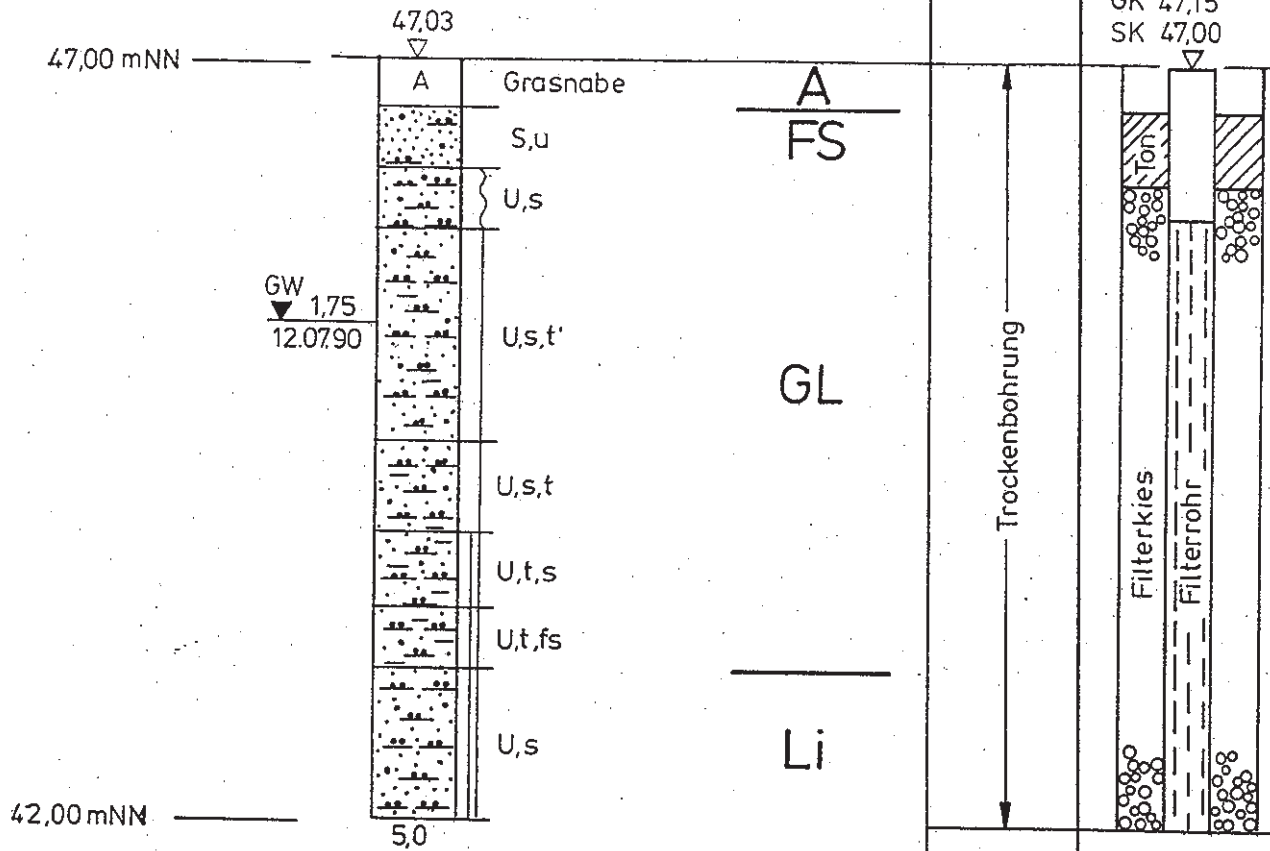 GK 47,15
SK 47,00
47,03
47,00 mNN
A
Grasnabe
A
S,u
FS
Ton
U,s
GW 1,75
12.07.90
U,s,t'
GL
Trockenbohrung
U,s,t
Filterkies
Filterrohr
U,t,s
U,t,fs
U,s
Li
42,00 mNN
5,0